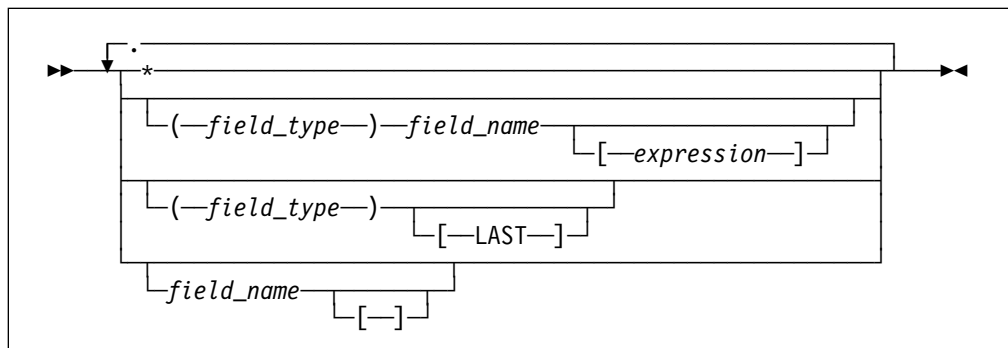 .
*
( field_type ) field_name
[ expression ]
( field_type )
[ LAST ]
field_name
[ ]